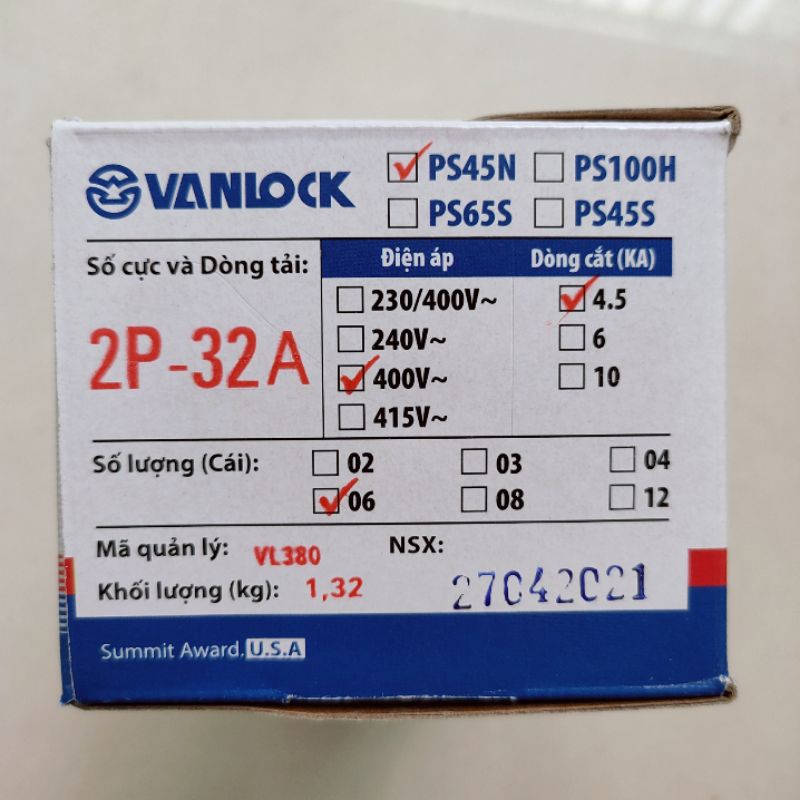 VANLOCK
PS45N PS100H
PS65S PS45S
Số cực và Dòng tải:
2P-32A
Điện áp Dòng cắt (KA)
230/400V~ 4.5
240V~ 6
400V~ 10
415V~
Số lượng (Cái): 02 03 04
06 08 12
Mã quản lý: VL380 NSX:
Khối lượng (kg): 1,32 27042021
Summit Award. U.S.A